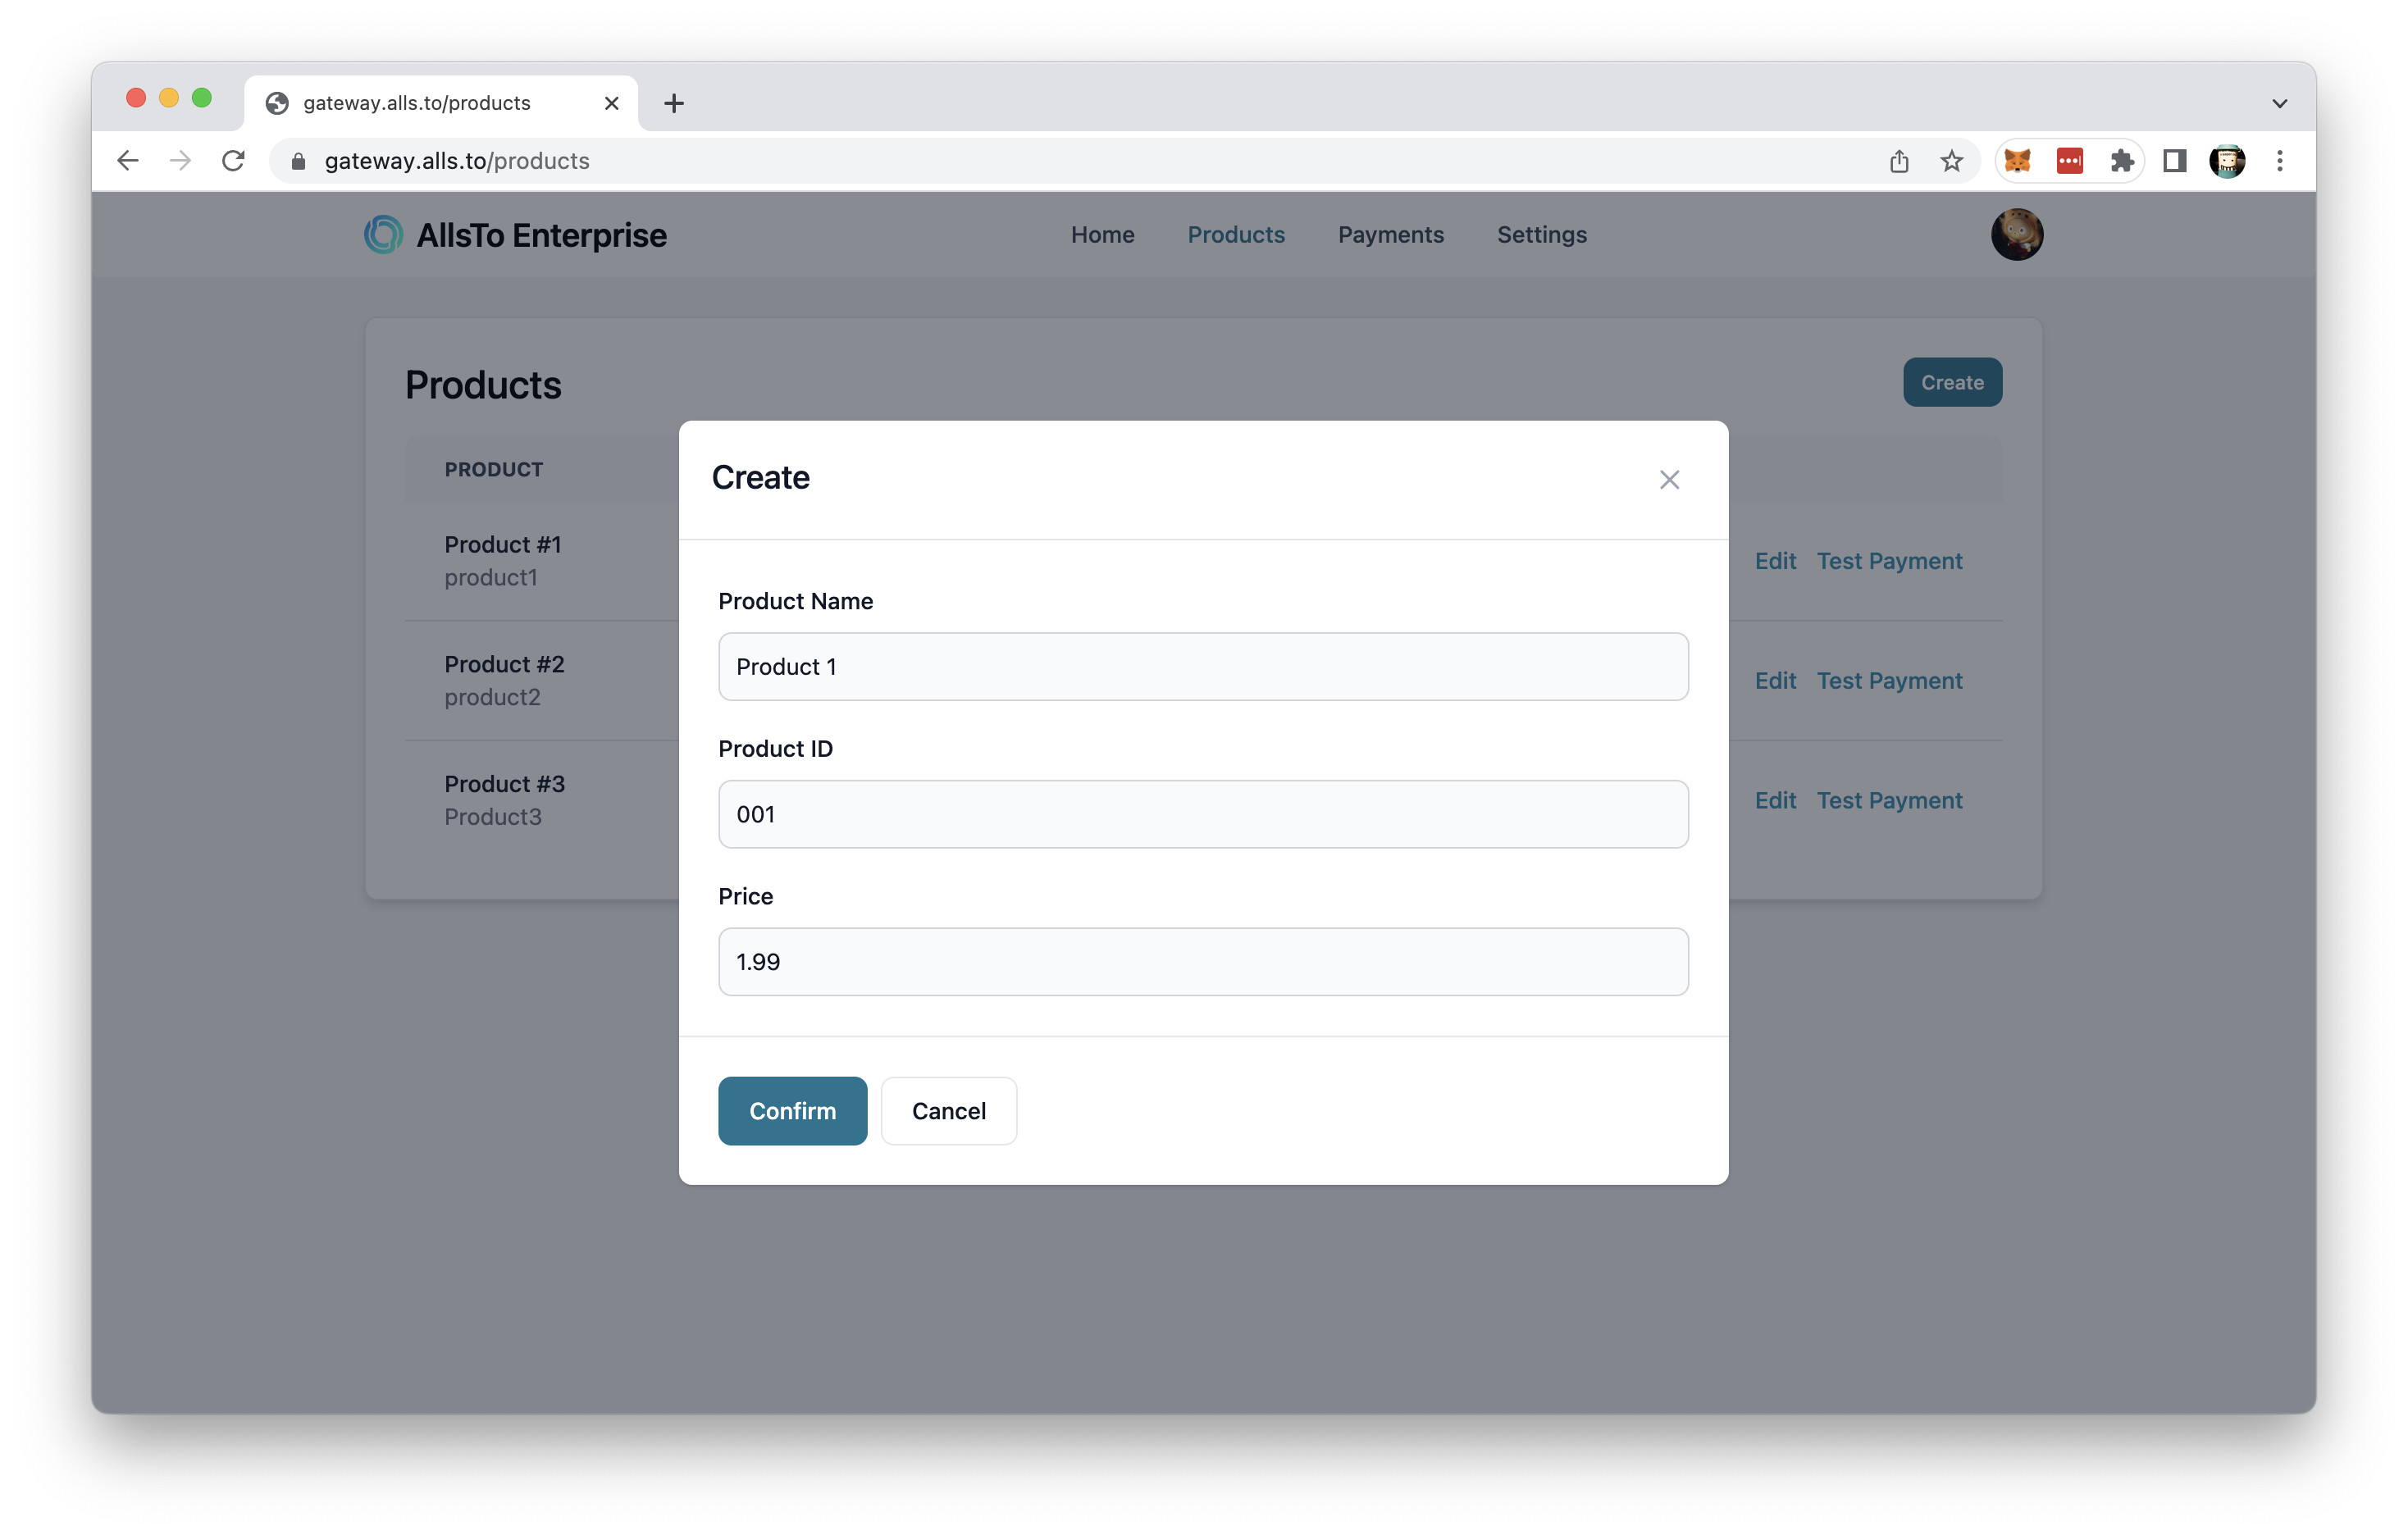 gateway.alls.to/products
gateway.alls.to/products
AllsTo Enterprise Home Products Payments Settings
Products Create
PRODUCT
Product #1
product1
Edit Test Payment
Product #2
product2
Edit Test Payment
Product #3
Product3
Edit Test Payment
Create
Product Name
Product 1
Product ID
001
Price
1.99
Confirm Cancel